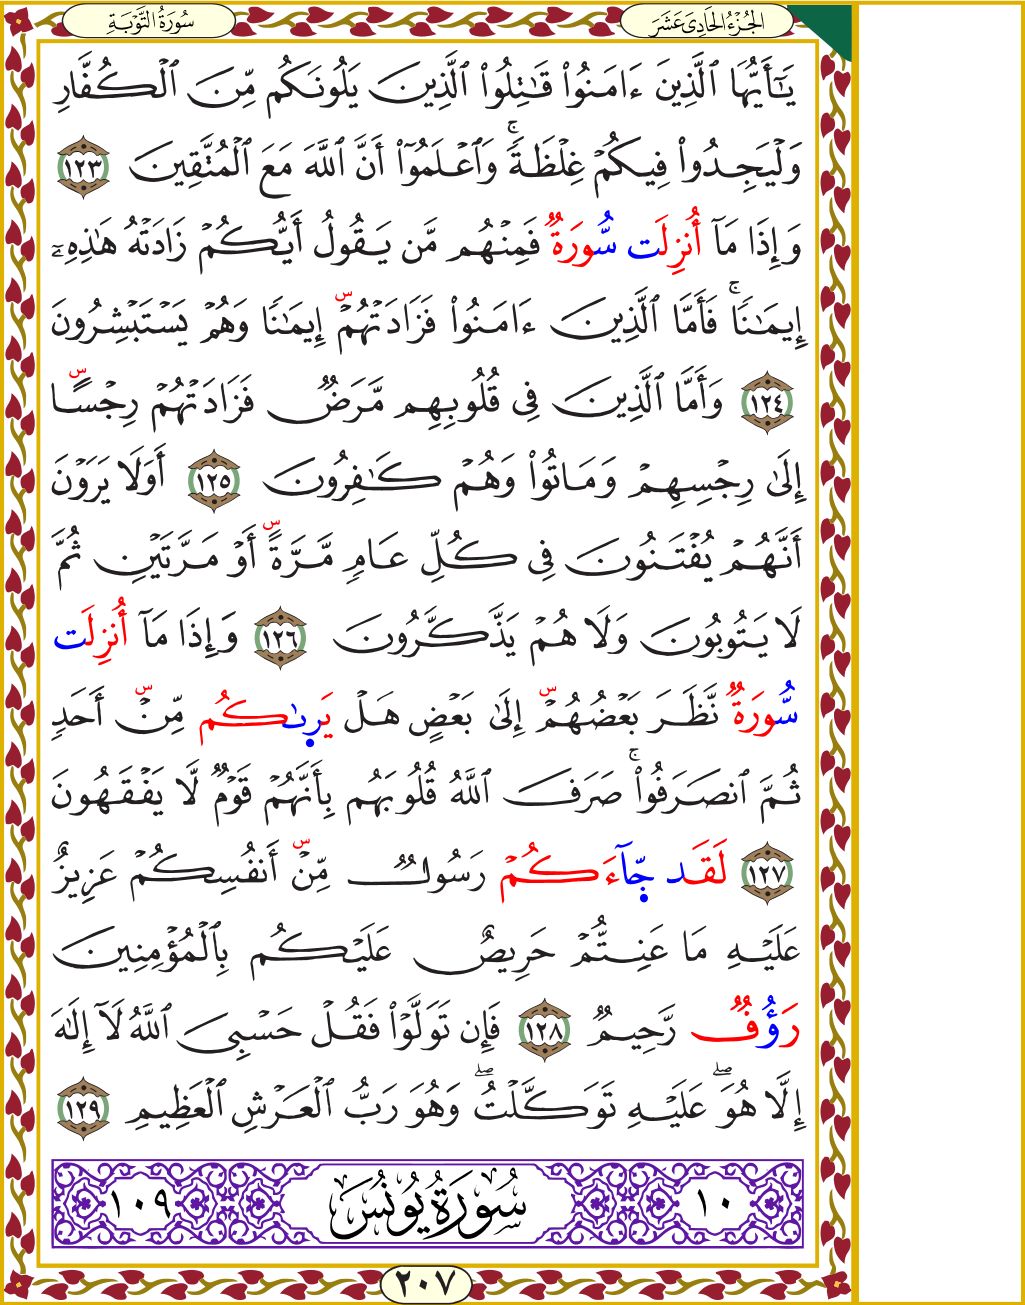 الجُزْءُ الحَادِىَ عَشَرَ
سُورَةُ التَّوْبَةِ
يَٰٓأَيُّهَا ٱلَّذِينَ ءَامَنُواْ قَٰتِلُواْ ٱلَّذِينَ يَلُونَكُم مِّنَ ٱلۡكُفَّارِ
وَلۡيَجِدُواْ فِيكُمۡ غِلۡظَةٗۚ وَٱعۡلَمُوٓاْ أَنَّ ٱللَّهَ مَعَ ٱلۡمُتَّقِينَ ١٢٣
وَإِذَا مَآ أُنزِلَت سُّورَةٞ فَمِنۡهُم مَّن يَقُولُ أَيُّكُمۡ زَادَتۡهُ هَٰذِهِۦٓ
إِيمَٰنٗاۚ فَأَمَّا ٱلَّذِينَ ءَامَنُواْ فَزَادَتۡهُمۡۜ إِيمَٰنٗا وَهُمۡ يَسۡتَبۡشِرُونَ
١٢٤ وَأَمَّا ٱلَّذِينَ فِي قُلُوبِهِم مَّرَضٞ فَزَادَتۡهُمۡ رِجۡسًاۜ
إِلَىٰ رِجۡسِهِمۡ وَمَاتُواْ وَهُمۡ كَٰفِرُونَ ١٢٥ أَوَلَا يَرَوۡنَ
أَنَّهُمۡ يُفۡتَنُونَ فِي كُلِّ عَامٖ مَّرَّةًۜ أَوۡ مَرَّتَيۡنِ ثُمَّ
لَا يَتُوبُونَ وَلَا هُمۡ يَذَّكَّرُونَ ١٢٦ وَإِذَا مَآ أُنزِلَت
سُّورَةٞ نَّظَرَ بَعۡضُهُمۡۜ إِلَىٰ بَعۡضٍ هَلۡ يَرِىٰكُم مِّنۡۜ أَحَدٖ
ثُمَّ ٱنصَرَفُواْۚ صَرَفَ ٱللَّهُ قُلُوبَهُم بِأَنَّهُمۡ قَوۡمٞ لَّا يَفۡقَهُونَ
١٢٧ لَقَد جَّآءَكُمۡ رَسُولٞ مِّنۡۜ أَنفُسِكُمۡ عَزِيزٌ
عَلَيۡهِ مَا عَنِتُّمۡ حَرِيصٌ عَلَيۡكُم بِٱلۡمُؤۡمِنِينَ
رَؤُفٞ رَّحِيمٞ ١٢٨ فَإِن تَوَلَّوۡاْ فَقُلۡ حَسۡبِيَ ٱللَّهُ لَآ إِلَٰهَ
إِلَّا هُوَۖ عَلَيۡهِ تَوَكَّلۡتُۖ وَهُوَ رَبُّ ٱلۡعَرۡشِ ٱلۡعَظِيمِ ١٢٩
١٠ سُورَةُ يُونُسَ ١٠٩
٢٠٧